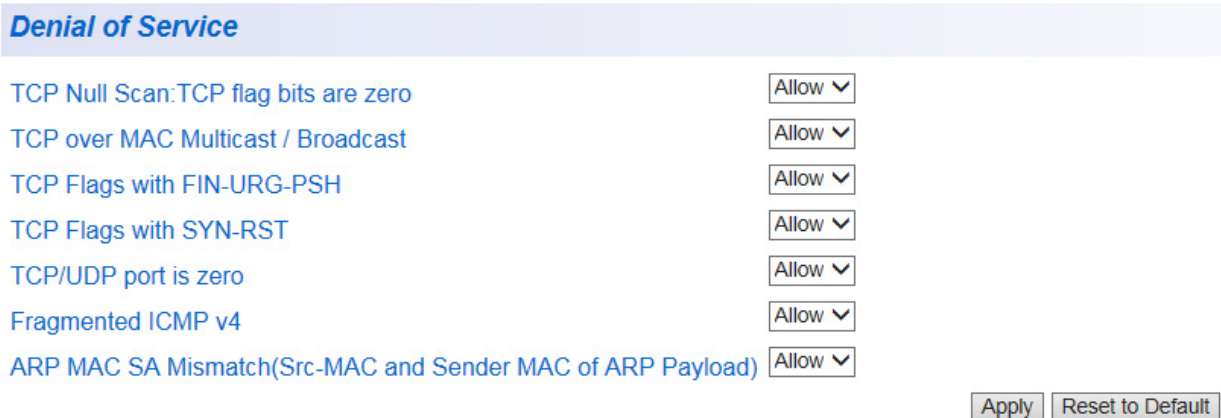 Denial of Service
TCP Null Scan:TCP flag bits are zero Allow
TCP over MAC Multicast / Broadcast Allow
TCP Flags with FIN-URG-PSH Allow
TCP Flags with SYN-RST Allow
TCP/UDP port is zero Allow
Fragmented ICMP v4 Allow
ARP MAC SA Mismatch(Src-MAC and Sender MAC of ARP Payload) Allow
Apply Reset to Default